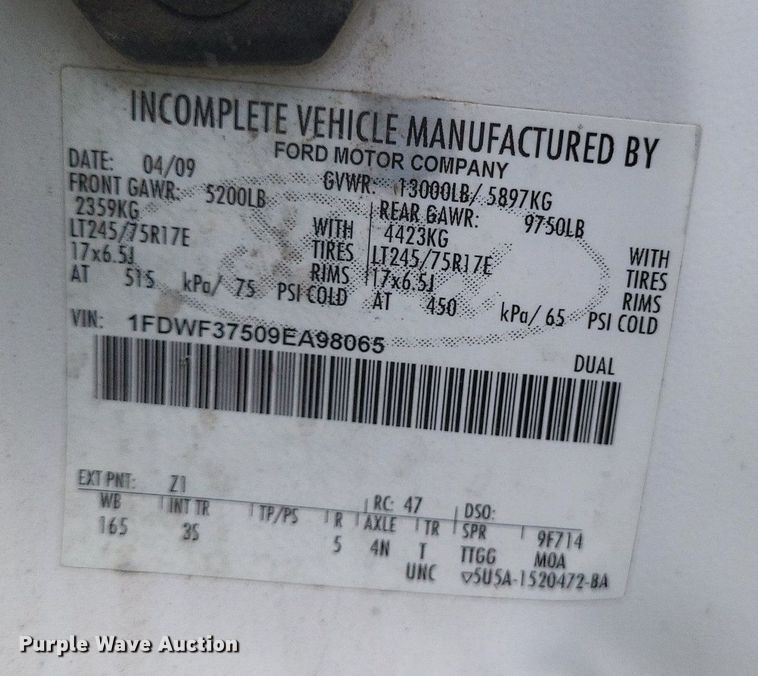 INCOMPLETE VEHICLE MANUFACTURED BY
FORD MOTOR COMPANY
DATE: 04/09 GVWR: 13000LB/ 5897KG
FRONT GAWR: 5200LB REAR GAWR: 9750LB
2359KG WITH 4423KG WITH
LT245/75R17E TIRES LT245/75R17E TIRES
17x6.5J RIMS 17x6.5J RIMS
AT 515 kPa/ 75 PSI COLD AT 450 kPa/ 65 PSI COLD
VIN: 1FDWF37509EA98065
DUAL
EXT PNT: Z1 RC: 47 DSO:
WB INT TR TP/PS R AXLE TR SPR 9F714
165 3S 5 4N T TTGG MOA
UNC ▽5U5A-1520472-BA
Purple Wave Auction